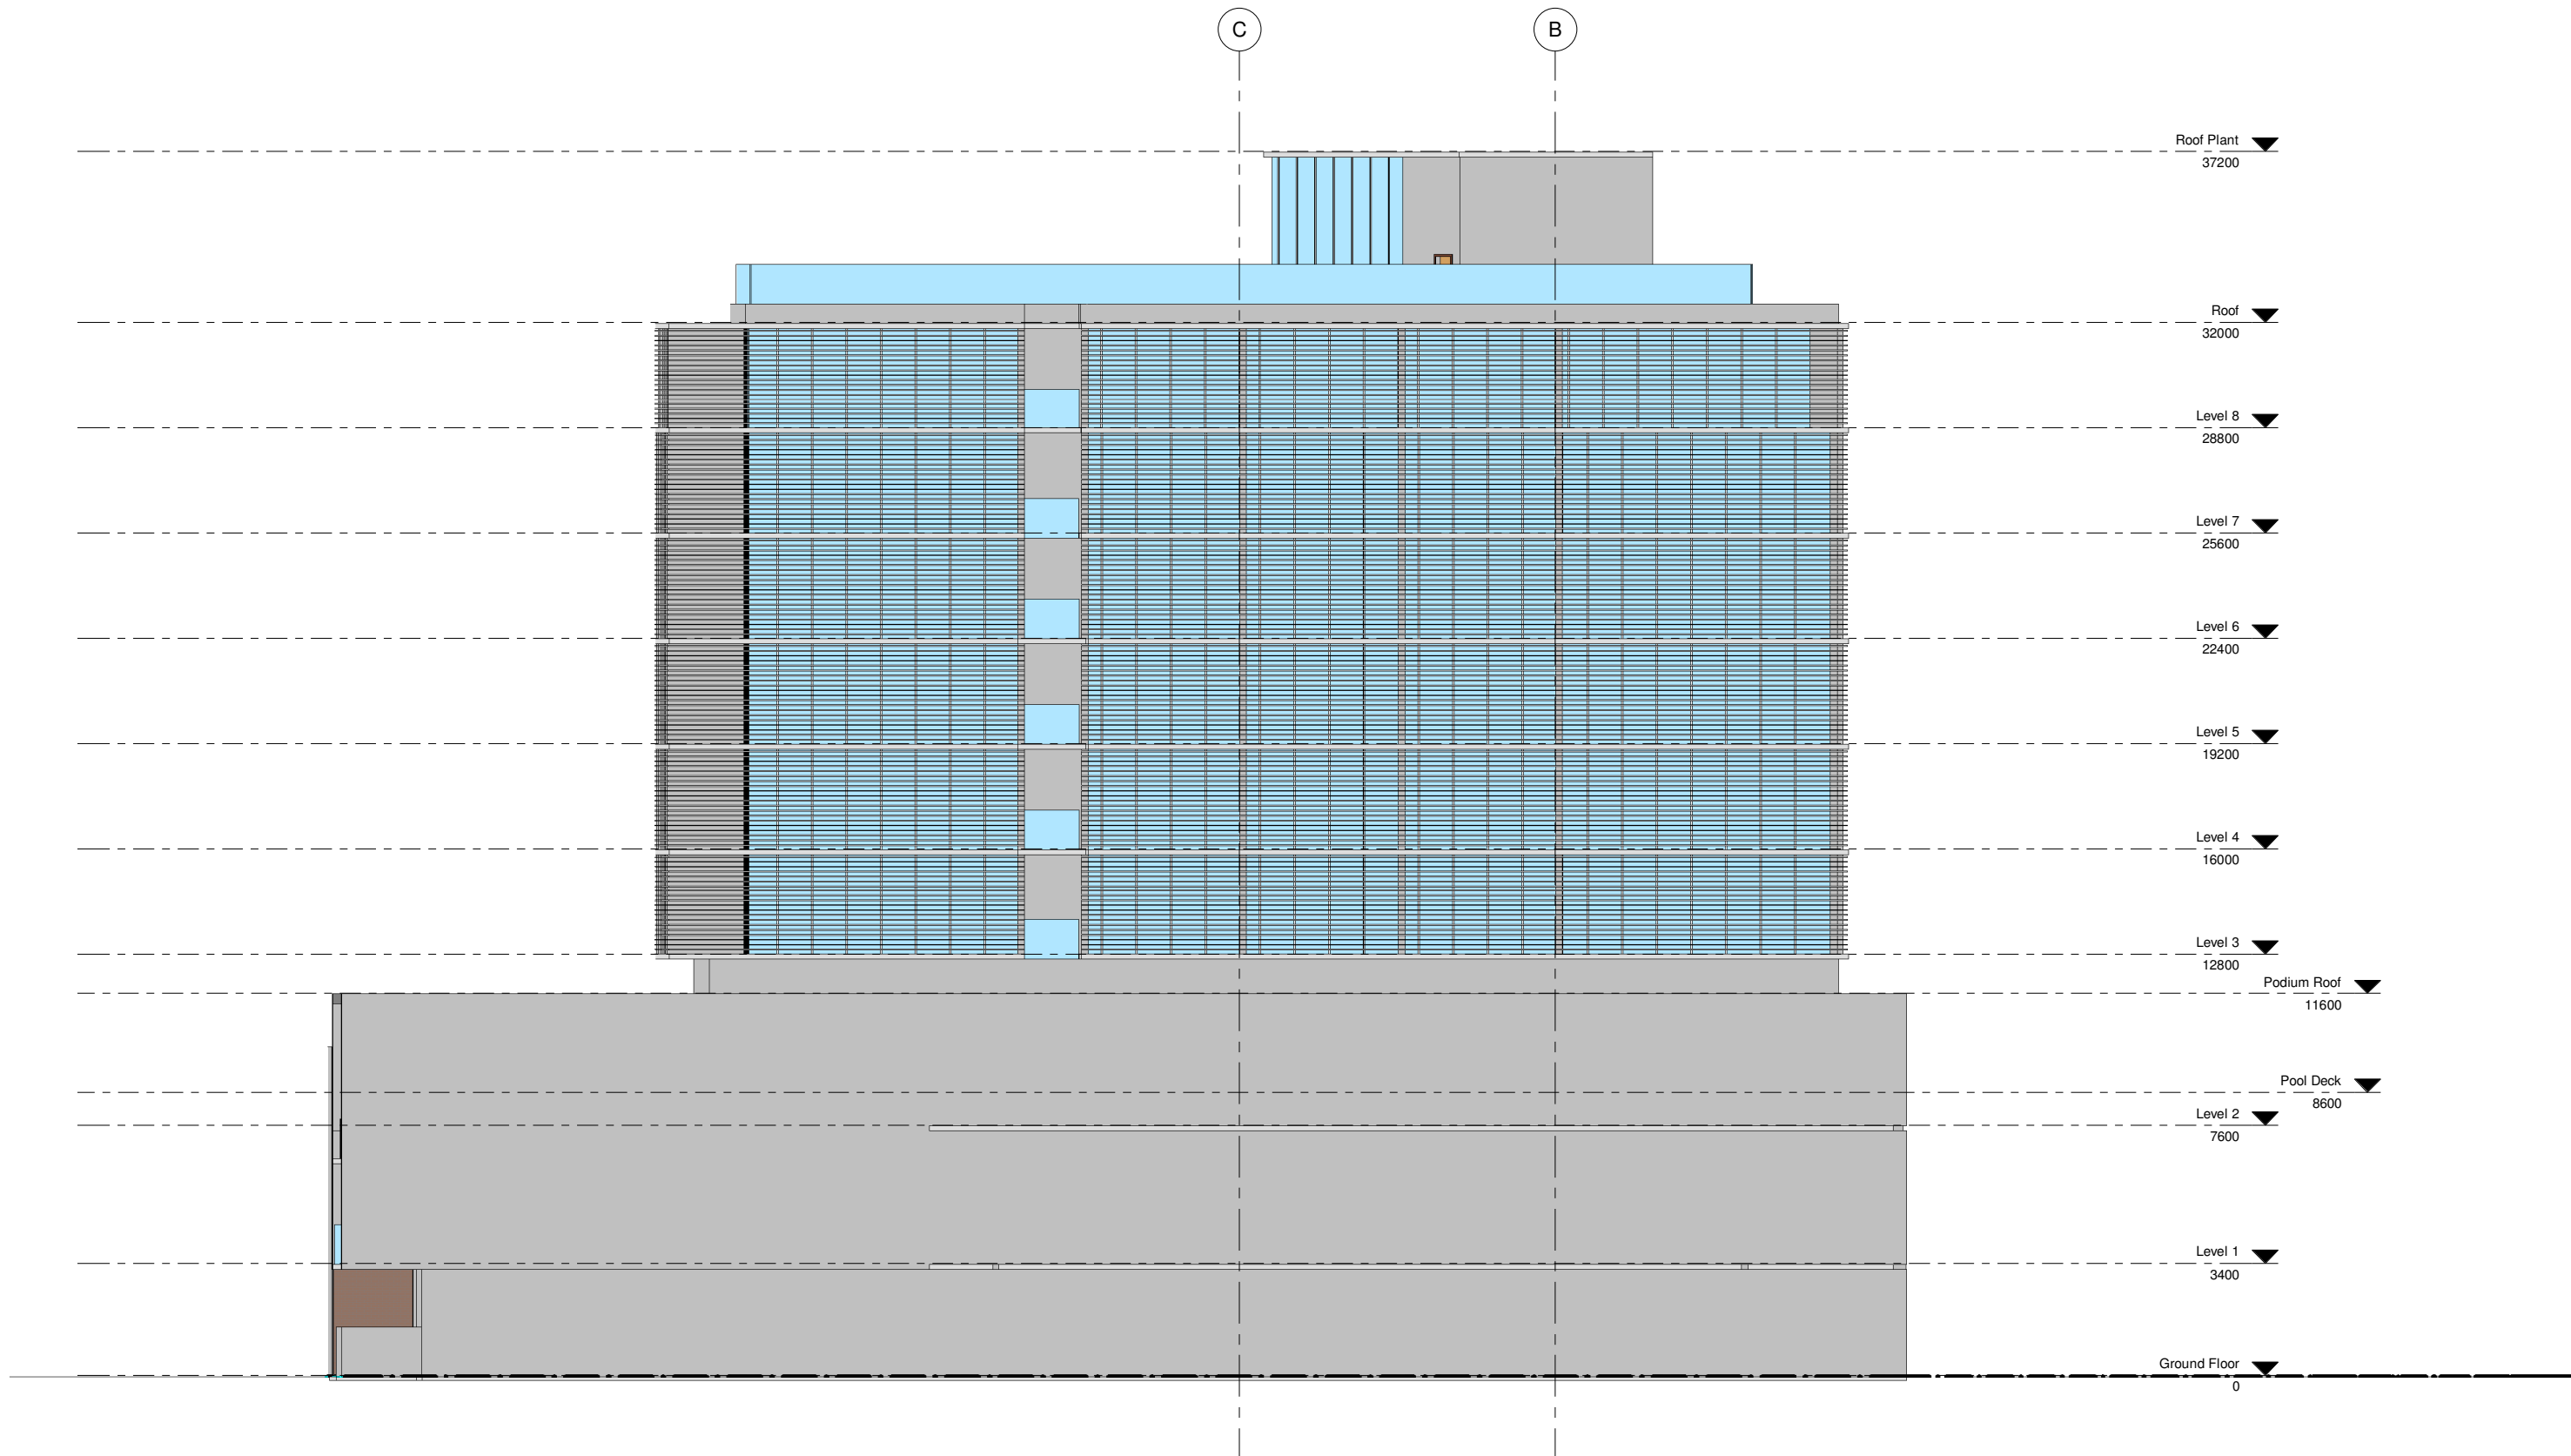 C
B
Roof Plant
37200
Roof
32000
Level 8
28800
Level 7
25600
Level 6
22400
Level 5
19200
Level 4
16000
Level 3
12800
Podium Roof
11600
Pool Deck
8600
Level 2
7600
Level 1
3400
Ground Floor
0